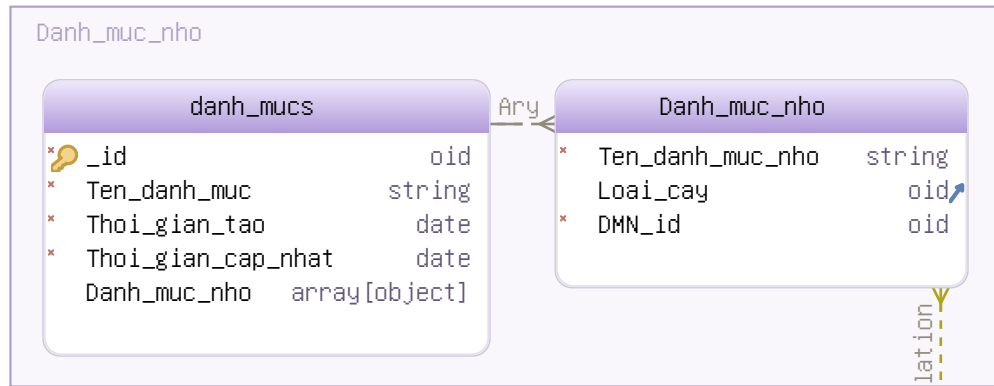 Danh_muc_nho
danh_mucs
Ary
Danh_muc_nho
_id oid
Ten_danh_muc string
Thoi_gian_tao date
Thoi_gian_cap_nhat date
Danh_muc_nho array[object]
Ten_danh_muc_nho string
Loai_cay oid
DMN_id oid
lation